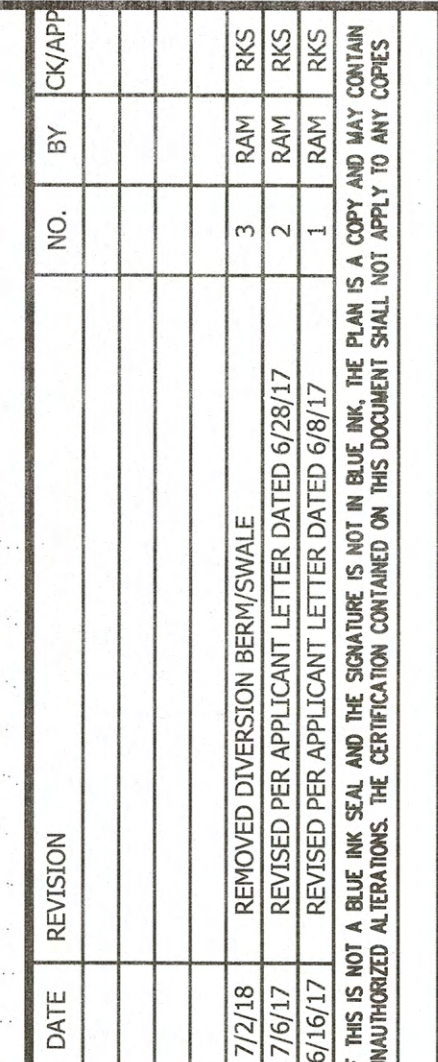 DATE REVISION NO. BY CK/APP
7/2/18 REMOVED DIVERSION BERM/SWALE 3 RAM RKS
7/6/17 REVISED PER APPLICANT LETTER DATED 6/28/17 2 RAM RKS
6/16/17 REVISED PER APPLICANT LETTER DATED 6/8/17 1 RAM RKS
THIS IS NOT A BLUE INK SEAL AND THE SIGNATURE IS NOT IN BLUE INK, THE PLAN IS A COPY AND MAY CONTAIN
NAUTHORIZED ALTERATIONS. THE CERTIFICATION CONTAINED ON THIS DOCUMENT SHALL NOT APPLY TO ANY COPIES